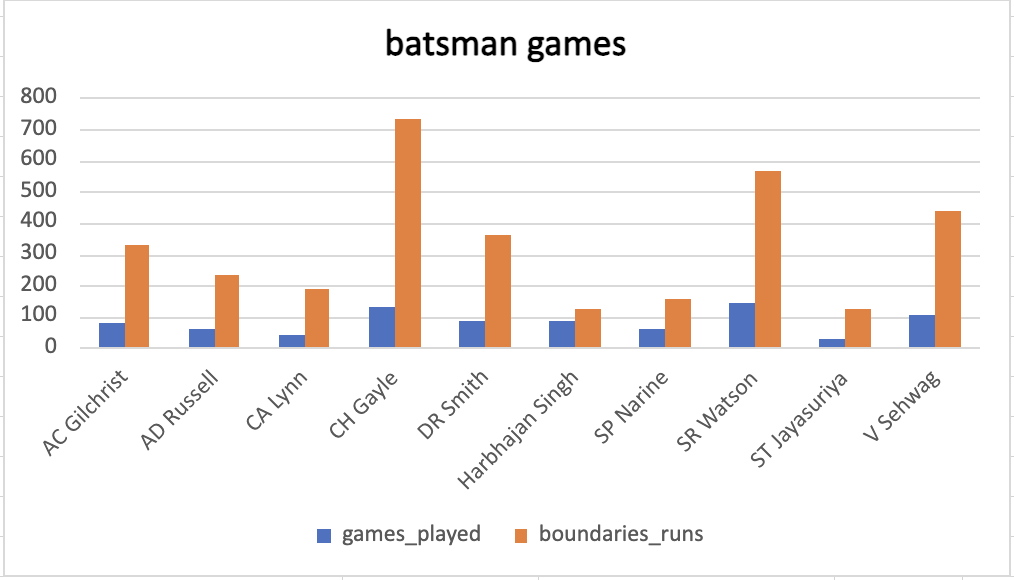 batsman games
800
700
600
500
400
300
200
100
0
AC Gilchrist
AD Russell
CA Lynn
CH Gayle
DR Smith
Harbhajan Singh
SP Narine
SR Watson
ST Jayasuriya
V Sehwag
games_played boundaries_runs